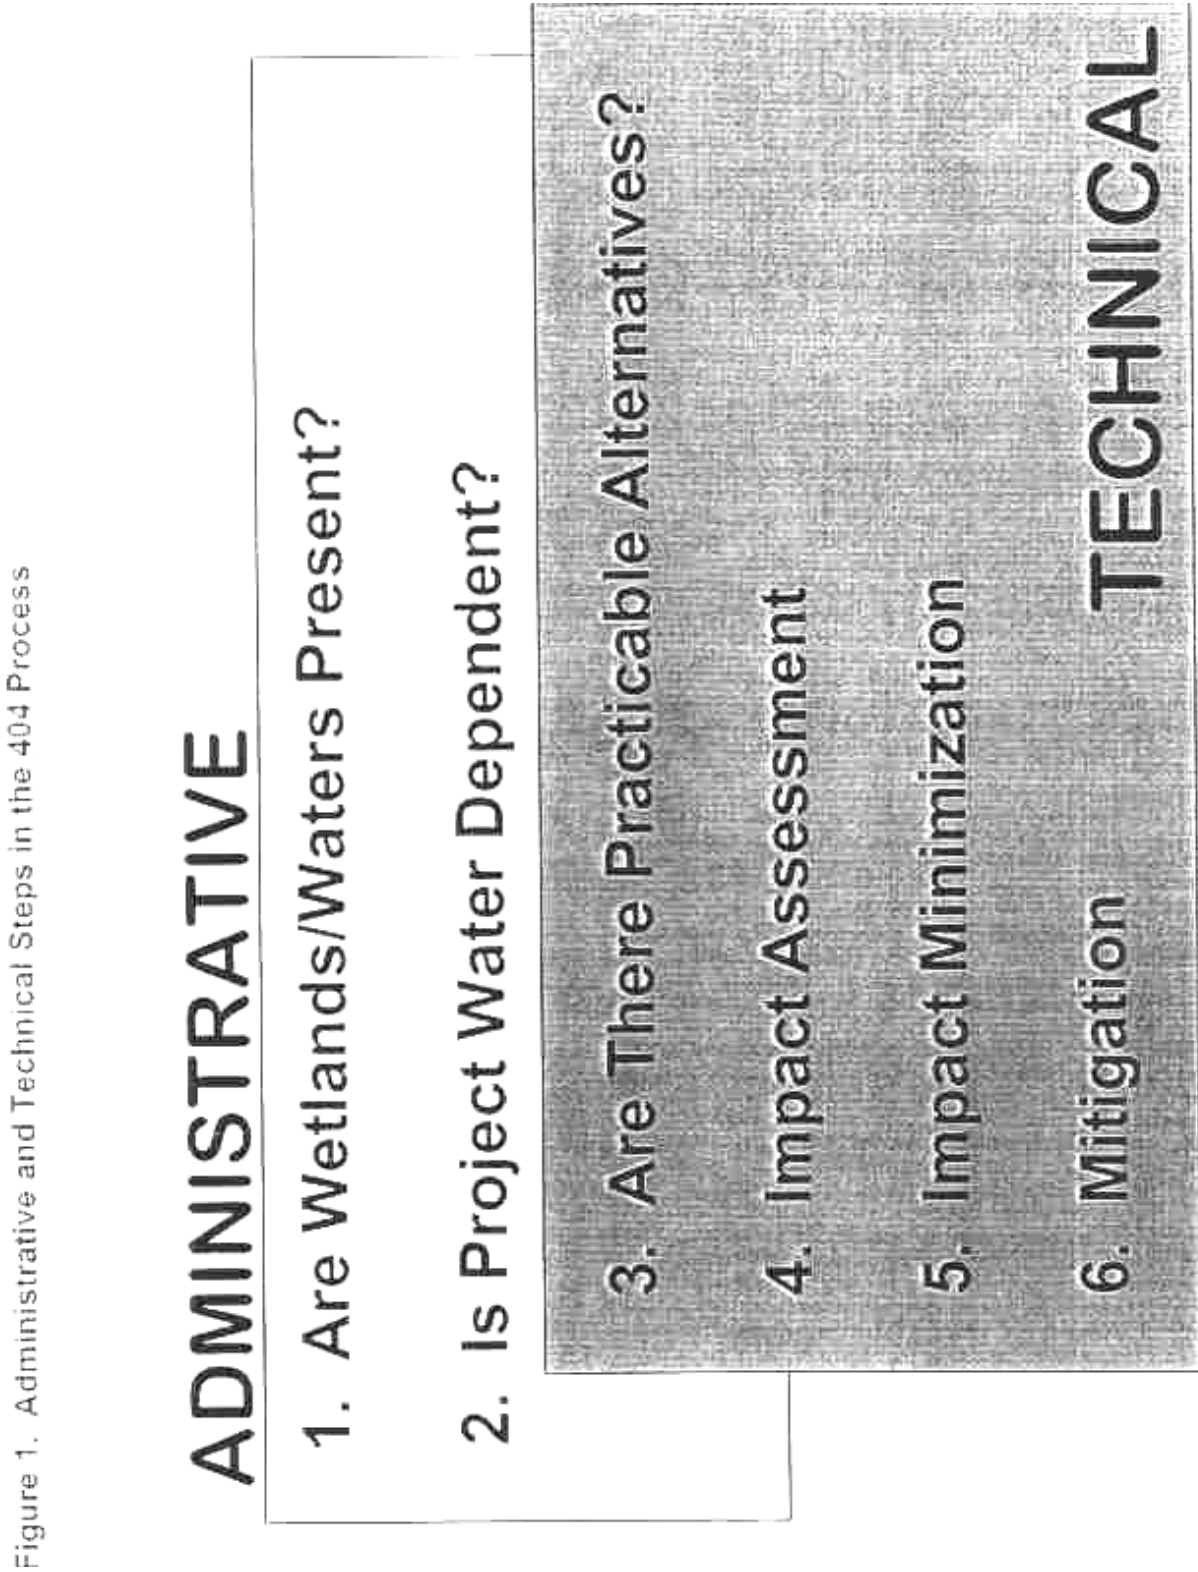 Figure 1. Administrative and Technical Steps in the 404 Process
ADMINISTRATIVE
1. Are Wetlands/Waters Present?
2. Is Project Water Dependent?
3. Are There Practicable Alternatives?
4. Impact Assessment
5. Impact Minimization
6. Mitigation
TECHNICAL